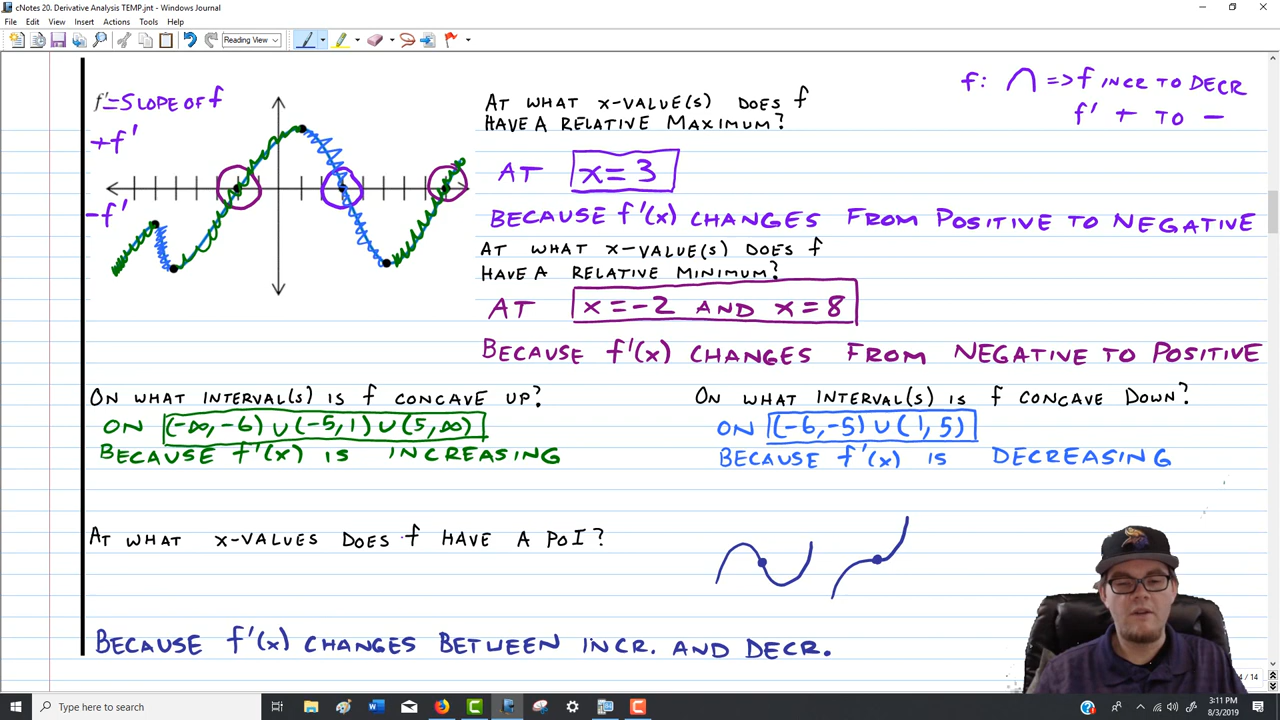 cNotes 20. Derivative Analysis TEMP.jnt - Windows Journal
File Edit View Insert Actions Tools Help
Reading View
f'=SLOPE OF f
+f'
-f'
AT WHAT X-VALUE(S) DOES f
HAVE A RELATIVE MAXIMUM?
f: ⋂ => f INCR TO DECR
f' + TO -
AT x=3
BECAUSE f'(x) CHANGES FROM POSITIVE TO NEGATIVE
AT WHAT X-VALUE(S) DOES f
HAVE A RELATIVE MINIMUM?
AT x=-2 AND x=8
BECAUSE f'(x) CHANGES FROM NEGATIVE TO POSITIVE
ON WHAT INTERVAL(S) IS f CONCAVE UP?
ON (-∞,-6) ∪ (-5,1) ∪ (5,∞)
BECAUSE f'(x) IS INCREASING
ON WHAT INTERVAL(S) IS f CONCAVE DOWN?
ON (-6,-5) ∪ (1,5)
BECAUSE f'(x) IS DECREASING
AT WHAT X-VALUES DOES f HAVE A POI?
BECAUSE f'(x) CHANGES BETWEEN INCR. AND DECR.
/ 14
Type here to search
3:11 PM
8/3/2019